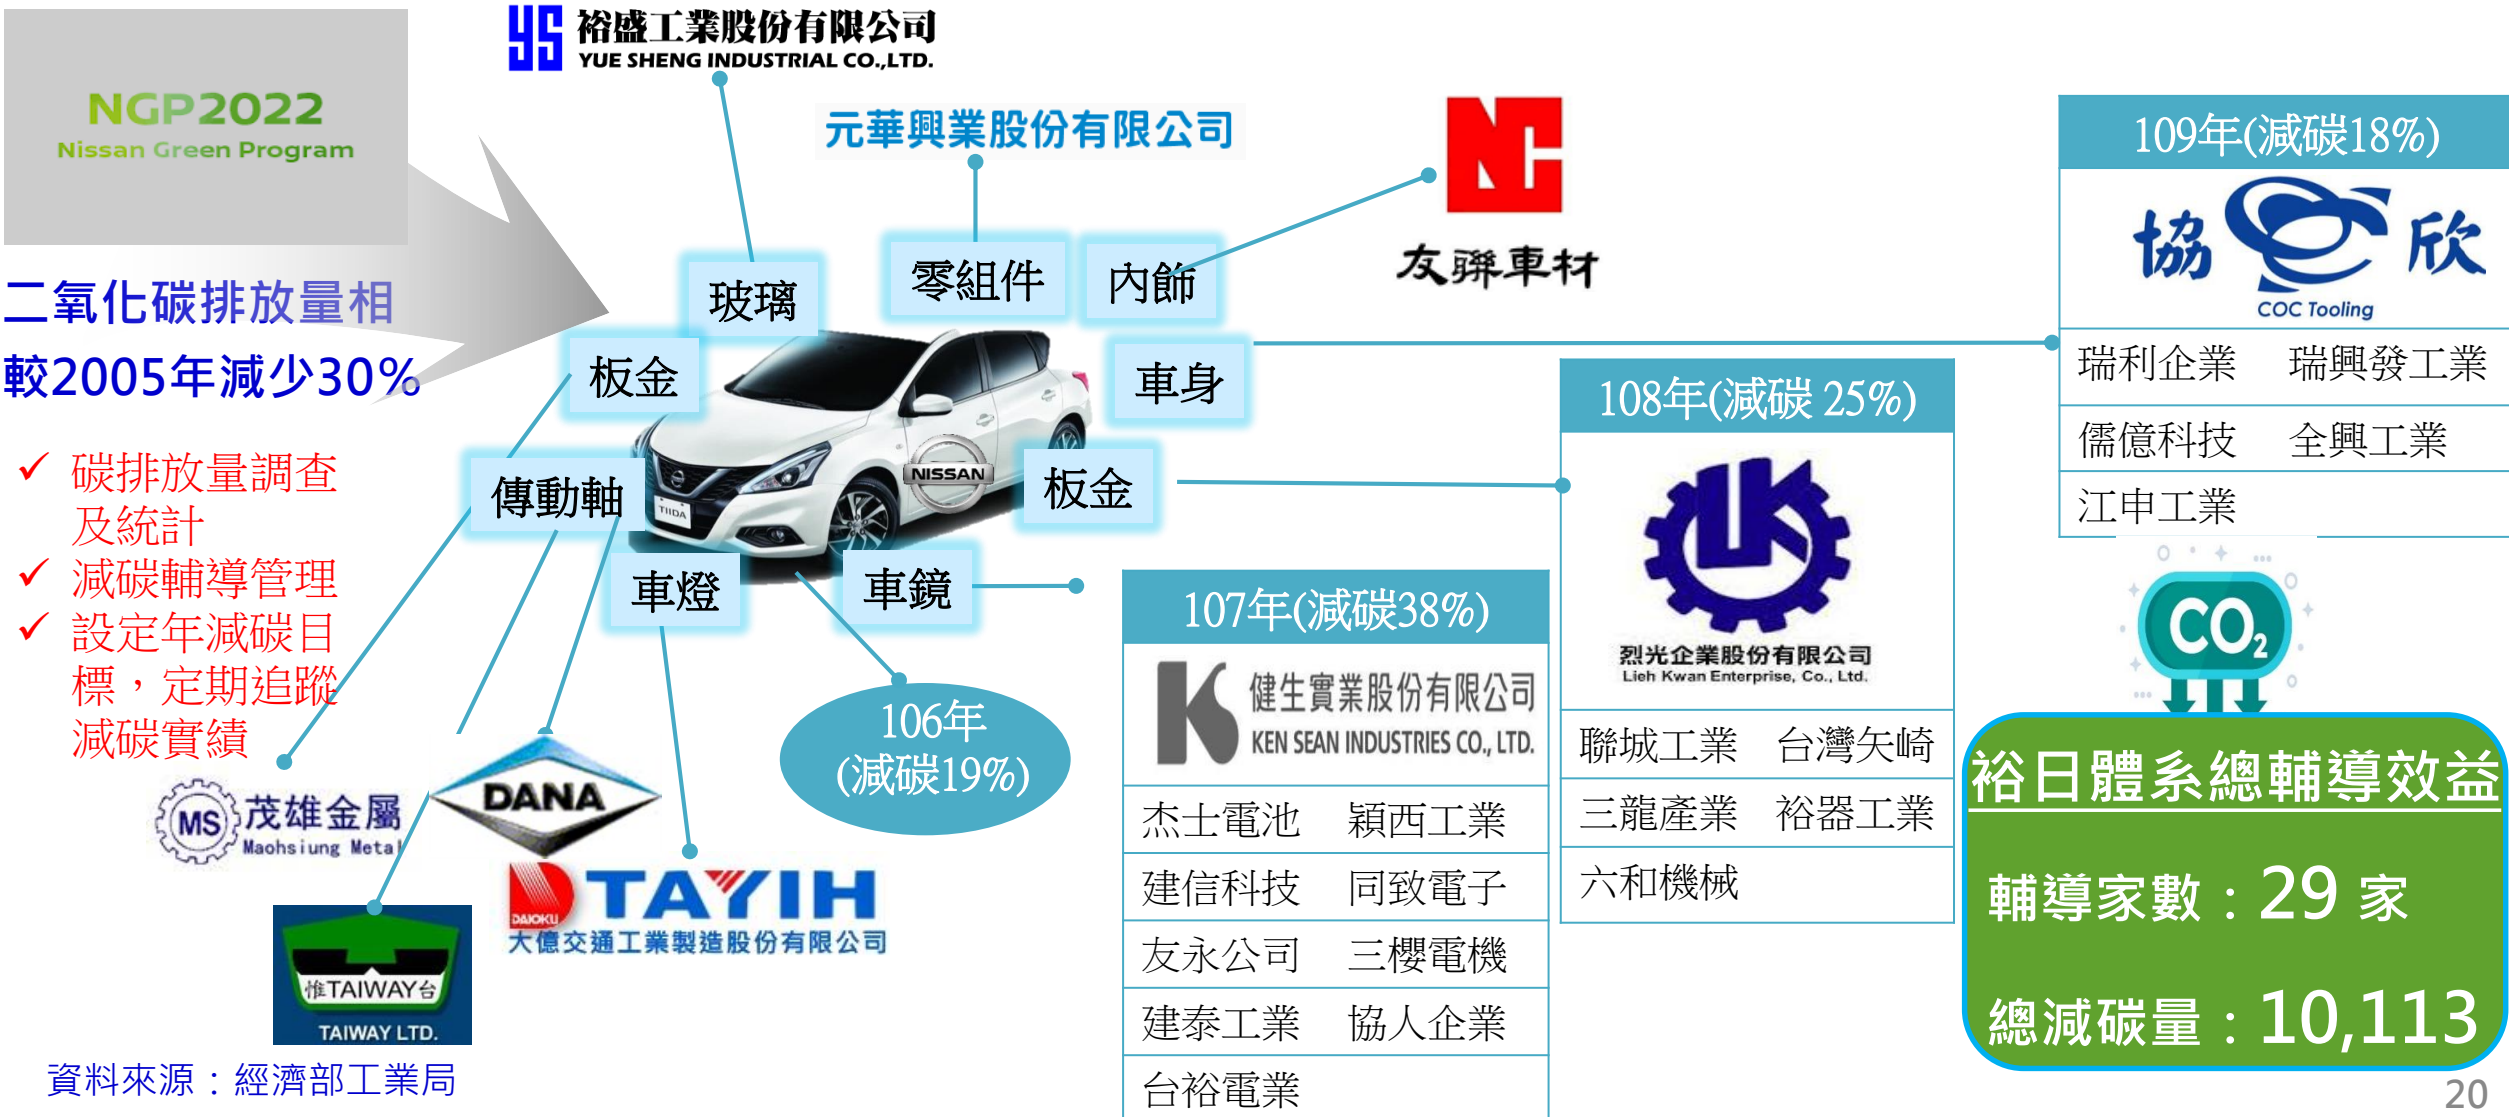 NGP2022
Nissan Green Program
二氧化碳排放量相
較2005年減少30%
✓ 碳排放量調查
及統計
✓ 減碳輔導管理
✓ 設定年減碳目
標，定期追蹤
減碳實績
YS 裕盛工業股份有限公司
YUE SHENG INDUSTRIAL CO.,LTD.
元華興業股份有限公司
NC
友聯車材
玻璃
零組件
內飾
板金
車身
傳動軸
板金
車燈
車鏡
NISSAN
TIIDA
MS 茂雄金屬
Maohsiung Metal
DANA
惟TAIWAY台
TAIWAY LTD.
DAIOKU
TAYIH
大億交通工業製造股份有限公司
106年
(減碳19%)
107年(減碳38%)
K 健生實業股份有限公司
KEN SEAN INDUSTRIES CO., LTD.
杰士電池 穎西工業
建信科技 同致電子
友永公司 三櫻電機
建泰工業 協人企業
台裕電業
108年(減碳 25%)
LK
烈光企業股份有限公司
Lieh Kwan Enterprise, Co., Ltd.
聯城工業 台灣矢崎
三龍產業 裕器工業
六和機械
109年(減碳18%)
協 欣
COC Tooling
瑞利企業 瑞興發工業
儒億科技 全興工業
江申工業
CO2
裕日體系總輔導效益
輔導家數：29 家
總減碳量：10,113
資料來源：經濟部工業局
20